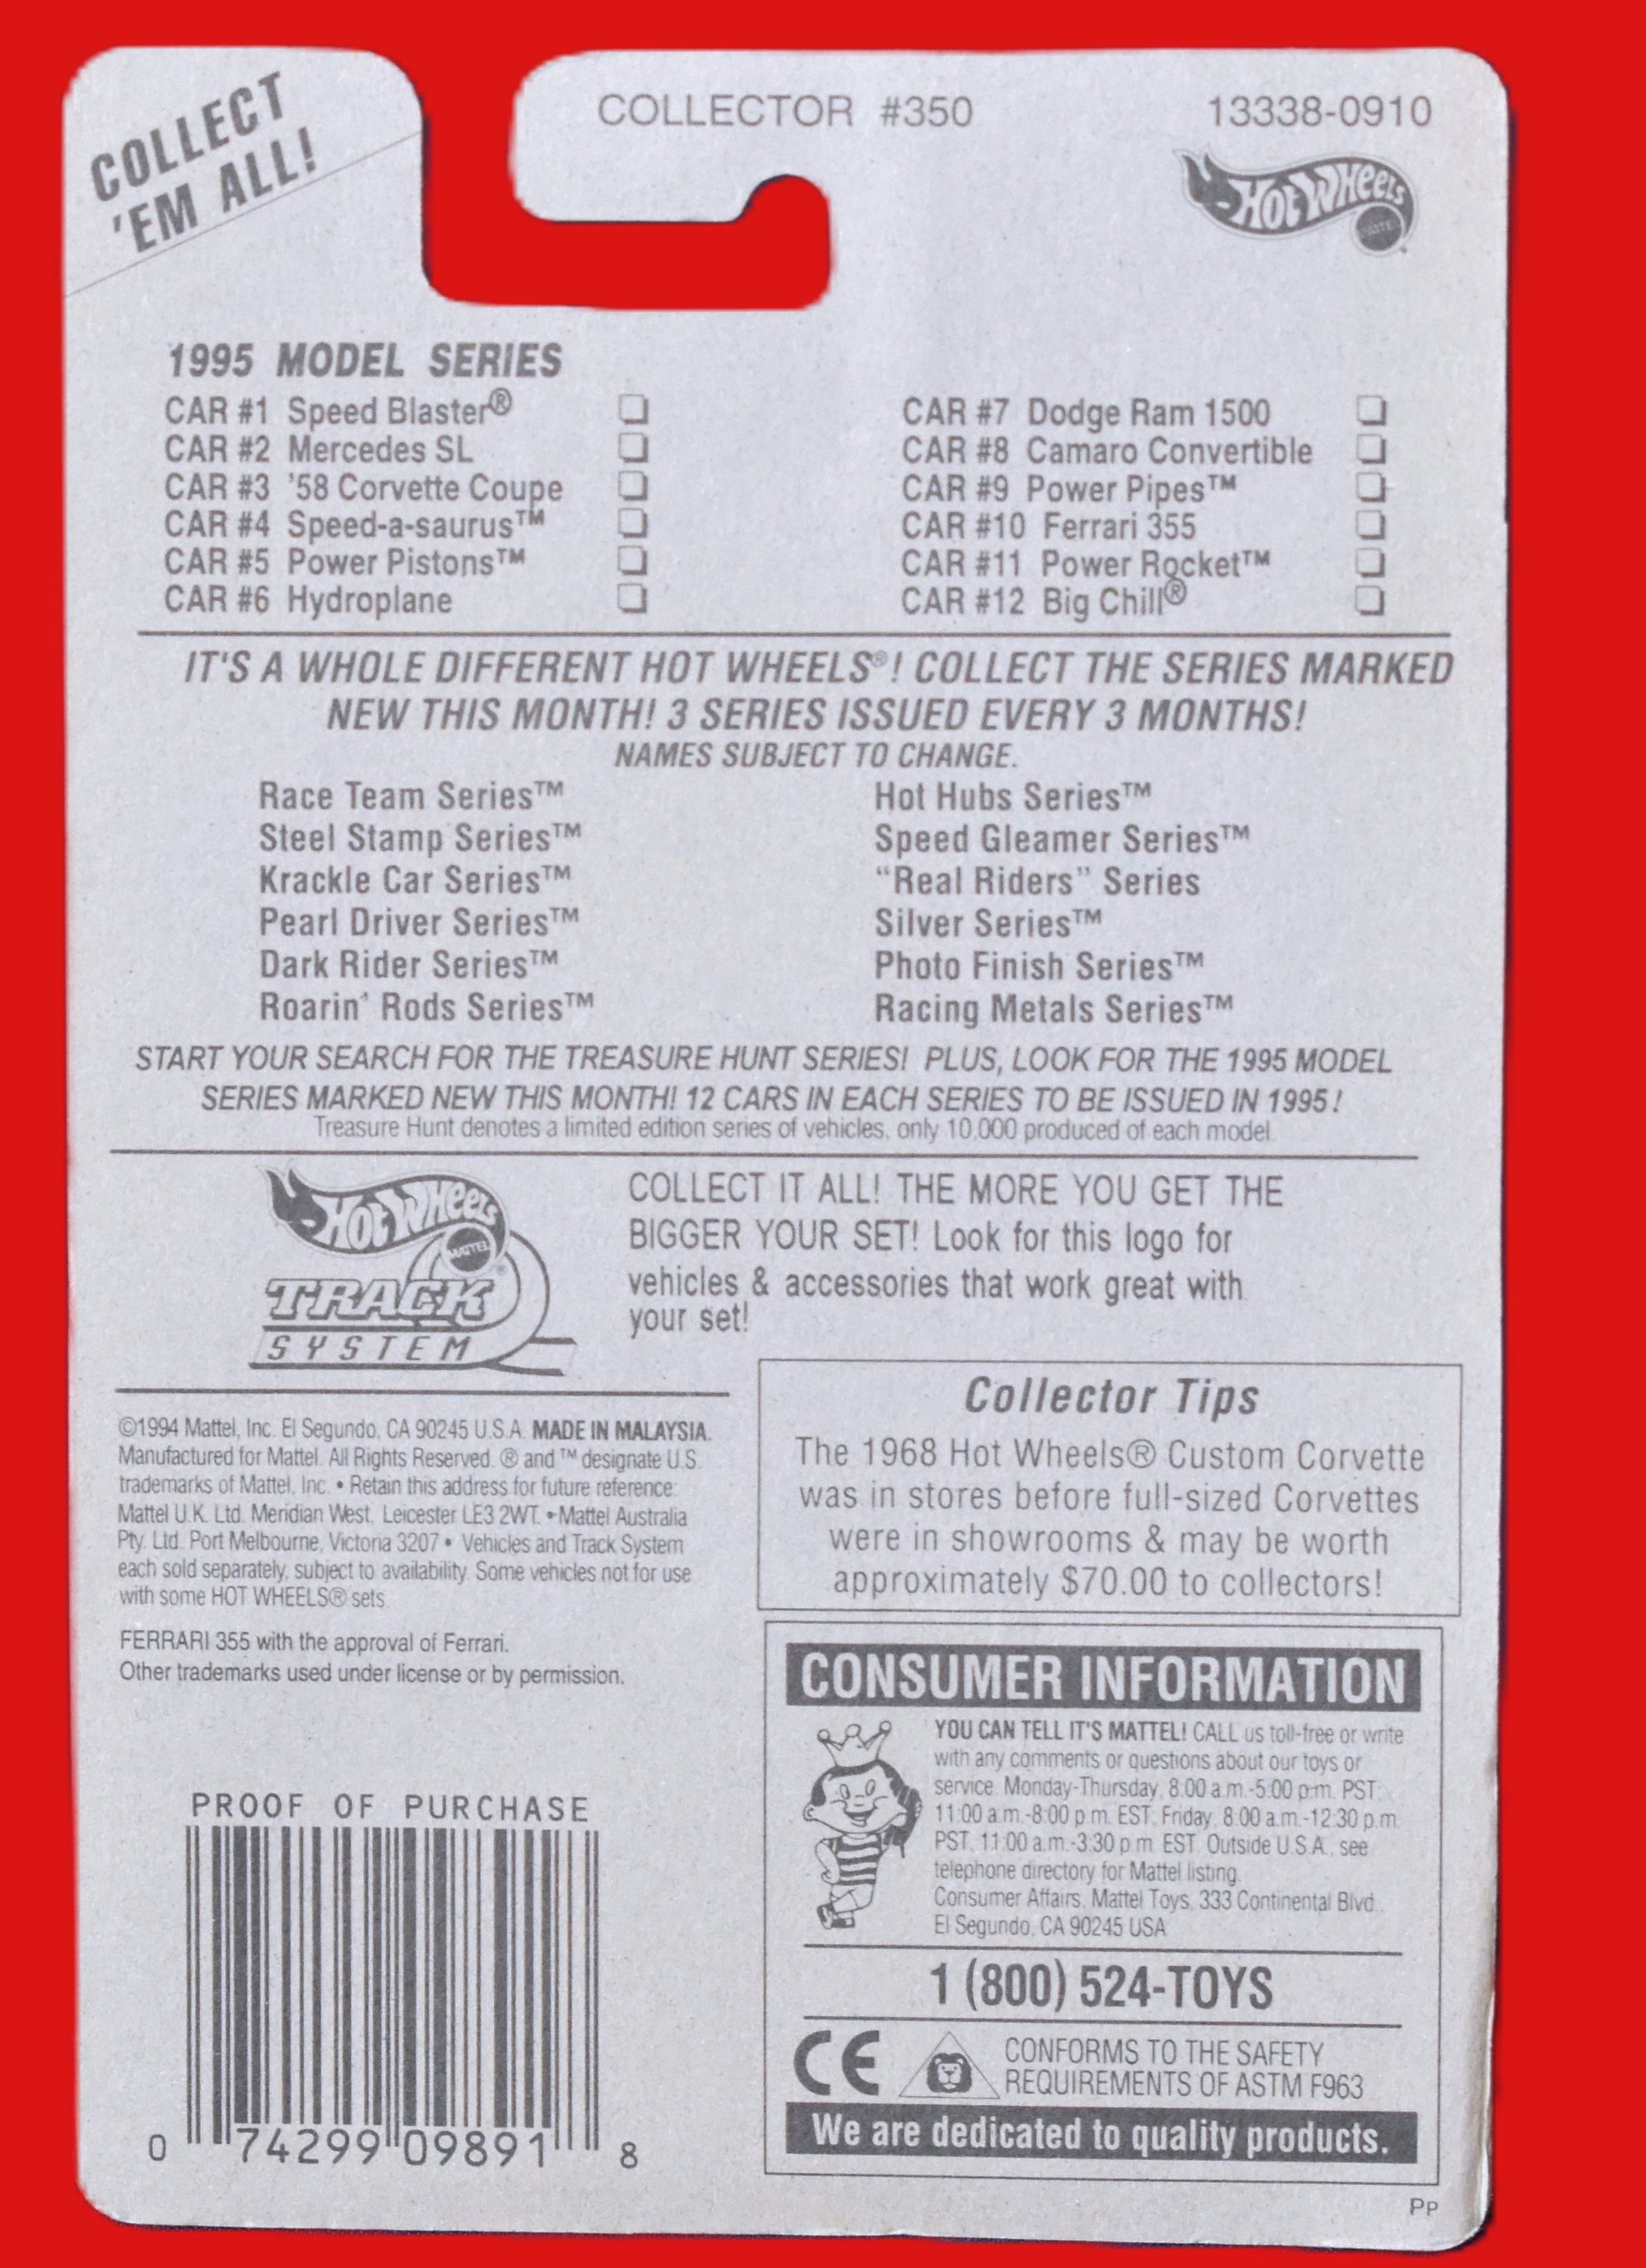 COLLECT
'EM ALL!
COLLECTOR #350
13338-0910
HOT WHEELS
MATTEL
1995 MODEL SERIES
CAR #1 Speed Blaster®
CAR #2 Mercedes SL
CAR #3 '58 Corvette Coupe
CAR #4 Speed-a-saurus™
CAR #5 Power Pistons™
CAR #6 Hydroplane
CAR #7 Dodge Ram 1500
CAR #8 Camaro Convertible
CAR #9 Power Pipes™
CAR #10 Ferrari 355
CAR #11 Power Rocket™
CAR #12 Big Chill®
IT'S A WHOLE DIFFERENT HOT WHEELS®! COLLECT THE SERIES MARKED
NEW THIS MONTH! 3 SERIES ISSUED EVERY 3 MONTHS!
NAMES SUBJECT TO CHANGE.
Race Team Series™
Steel Stamp Series™
Krackle Car Series™
Pearl Driver Series™
Dark Rider Series™
Roarin' Rods Series™
Hot Hubs Series™
Speed Gleamer Series™
“Real Riders” Series
Silver Series™
Photo Finish Series™
Racing Metals Series™
START YOUR SEARCH FOR THE TREASURE HUNT SERIES! PLUS, LOOK FOR THE 1995 MODEL
SERIES MARKED NEW THIS MONTH! 12 CARS IN EACH SERIES TO BE ISSUED IN 1995!
Treasure Hunt denotes a limited edition series of vehicles, only 10,000 produced of each model.
HOT WHEELS
MATTEL
®
TRACK
SYSTEM
COLLECT IT ALL! THE MORE YOU GET THE
BIGGER YOUR SET! Look for this logo for
vehicles & accessories that work great with
your set!
©1994 Mattel, Inc. El Segundo, CA 90245 U.S.A. MADE IN MALAYSIA.
Manufactured for Mattel. All Rights Reserved. ® and ™ designate U.S.
trademarks of Mattel, Inc. • Retain this address for future reference:
Mattel U.K. Ltd. Meridian West, Leicester LE3 2WT. • Mattel Australia
Pty. Ltd. Port Melbourne, Victoria 3207 • Vehicles and Track System
each sold separately, subject to availability. Some vehicles not for use
with some HOT WHEELS® sets.
FERRARI 355 with the approval of Ferrari.
Other trademarks used under license or by permission.
Collector Tips
The 1968 Hot Wheels® Custom Corvette
was in stores before full-sized Corvettes
were in showrooms & may be worth
approximately $70.00 to collectors!
CONSUMER INFORMATION
YOU CAN TELL IT'S MATTEL! CALL us toll-free or write
with any comments or questions about our toys or
service. Monday-Thursday, 8:00 a.m.-5:00 p.m. PST;
11:00 a.m.-8:00 p.m. EST; Friday, 8:00 a.m.-12:30 p.m.
PST, 11:00 a.m.-3:30 p.m. EST. Outside U.S.A., see
telephone directory for Mattel listing.
Consumer Affairs, Mattel Toys, 333 Continental Blvd.,
El Segundo, CA 90245 USA
1 (800) 524-TOYS
CE
CONFORMS TO THE SAFETY
REQUIREMENTS OF ASTM F963
We are dedicated to quality products.
PROOF OF PURCHASE
0 74299 09891 8
PP